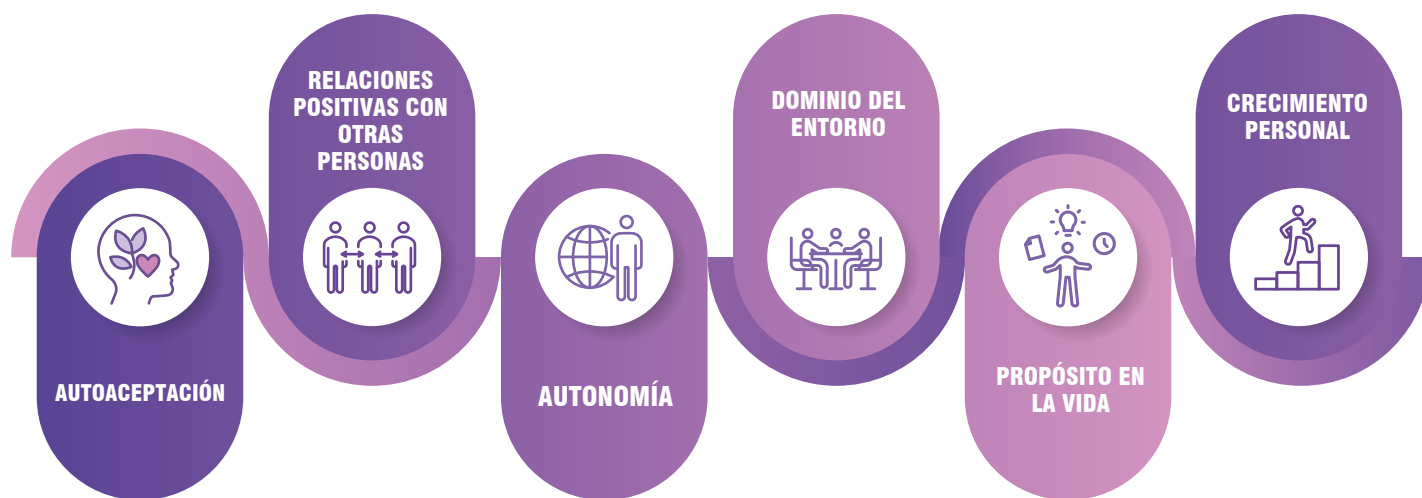 AUTOACEPTACIÓN
RELACIONES
POSITIVAS CON
OTRAS
PERSONAS
AUTONOMÍA
DOMINIO DEL
ENTORNO
PROPÓSITO EN
LA VIDA
CRECIMIENTO
PERSONAL